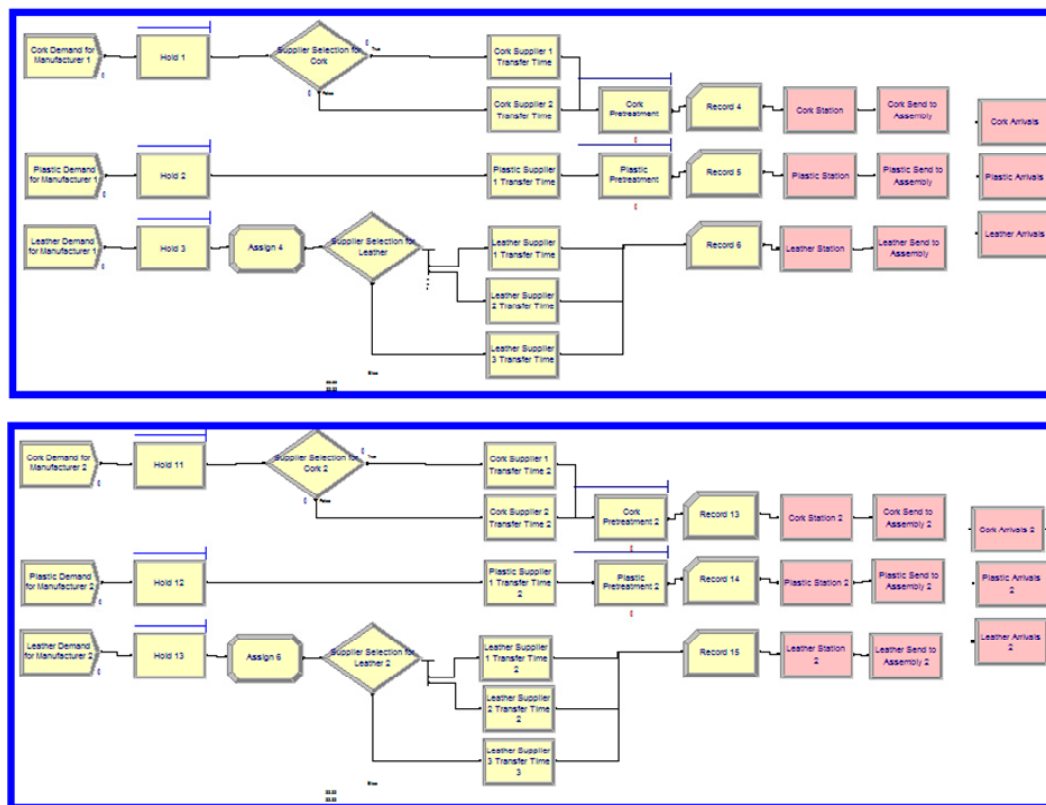 Cork Demand for
Manufacturer 1
Hold 1
Supplier Selection for
Cork
True
False
Cork Supplier 1
Transfer Time
Cork Supplier 2
Transfer Time
Cork
Pretreatment
Record 4
Cork Station
Cork Send to
Assembly
Cork Arrivals
Plastic Demand
for Manufacturer 1
Hold 2
Plastic Supplier
1 Transfer Time
Plastic
Pretreatment
Record 5
Plastic Station
Plastic Send to
Assembly
Plastic Arrivals
Leather Demand
for Manufacturer 1
Hold 3
Assign 4
Supplier Selection for
Leather
Leather Supplier
1 Transfer Time
Leather Supplier
2 Transfer Time
Leather Supplier
3 Transfer Time
Else
Record 6
Leather Station
Leather Send to
Assembly
Leather Arrivals
Cork Demand for
Manufacturer 2
Hold 11
Supplier Selection for
Cork 2
True
False
Cork Supplier 1
Transfer Time 2
Cork Supplier 2
Transfer Time 2
Cork
Pretreatment 2
Record 13
Cork Station 2
Cork Send to
Assembly 2
Cork Arrivals 2
Plastic Demand
for Manufacturer 2
Hold 12
Plastic Supplier
1 Transfer Time
2
Plastic
Pretreatment 2
Record 14
Plastic Station 2
Plastic Send to
Assembly 2
Plastic Arrivals
2
Leather Demand
for Manufacturer 2
Hold 13
Assign 6
Supplier Selection for
Leather 2
Leather Supplier
1 Transfer Time
2
Leather Supplier
2 Transfer Time
2
Leather Supplier
3 Transfer Time
3
Else
Record 15
Leather Station
2
Leather Send to
Assembly 2
Leather Arrivals
2